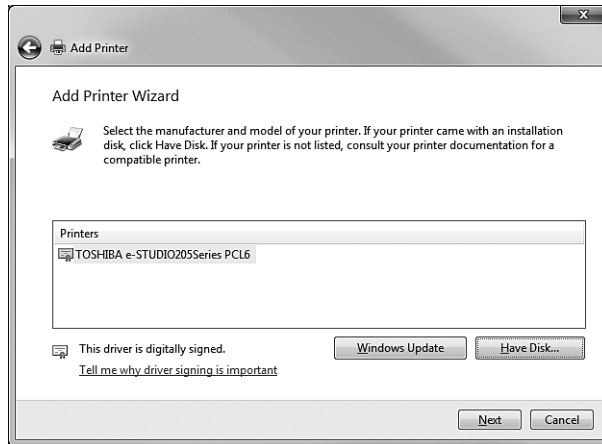 Add Printer
Add Printer Wizard
Select the manufacturer and model of your printer. If your printer came with an installation
disk, click Have Disk. If your printer is not listed, consult your printer documentation for a
compatible printer.
Printers
TOSHIBA e-STUDIO205Series PCL6
This driver is digitally signed.
Windows Update
Have Disk...
Tell me why driver signing is important
Next
Cancel